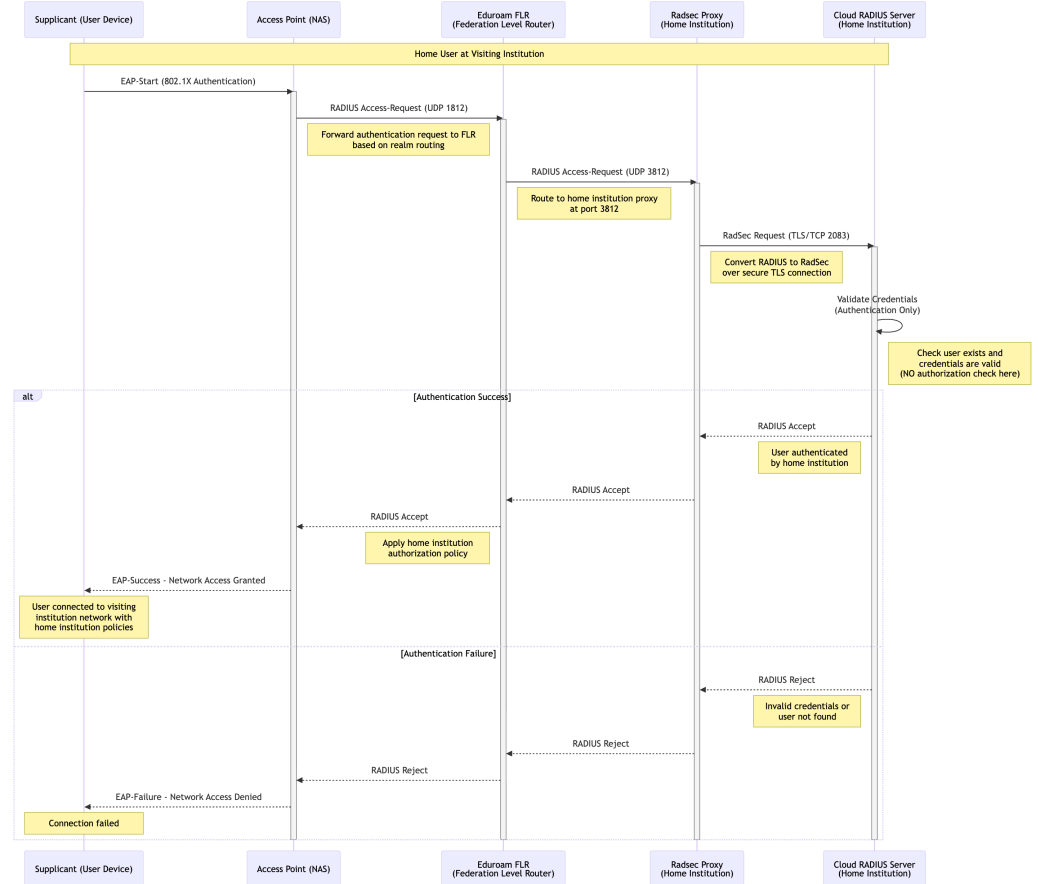 Supplicant (User Device)
Access Point (NAS)
Eduroam FLR
(Federation Level Router)
Radsec Proxy
(Home Institution)
Cloud RADIUS Server
(Home Institution)
Home User at Visiting Institution
EAP-Start (802.1X Authentication)
RADIUS Access-Request (UDP 1812)
Forward authentication request to FLR
based on realm routing
RADIUS Access-Request (UDP 3812)
Route to home institution proxy
at port 3812
RadSec Request (TLS/TCP 2083)
Convert RADIUS to RadSec
over secure TLS connection
Validate Credentials
(Authentication Only)
Check user exists and
credentials are valid
(NO authorization check here)
alt
[Authentication Success]
RADIUS Accept
User authenticated
by home institution
RADIUS Accept
RADIUS Accept
Apply home institution
authorization policy
EAP-Success - Network Access Granted
User connected to visiting
institution network with
home institution policies
[Authentication Failure]
RADIUS Reject
Invalid credentials or
user not found
RADIUS Reject
RADIUS Reject
EAP-Failure - Network Access Denied
Connection failed
Supplicant (User Device)
Access Point (NAS)
Eduroam FLR
(Federation Level Router)
Radsec Proxy
(Home Institution)
Cloud RADIUS Server
(Home Institution)